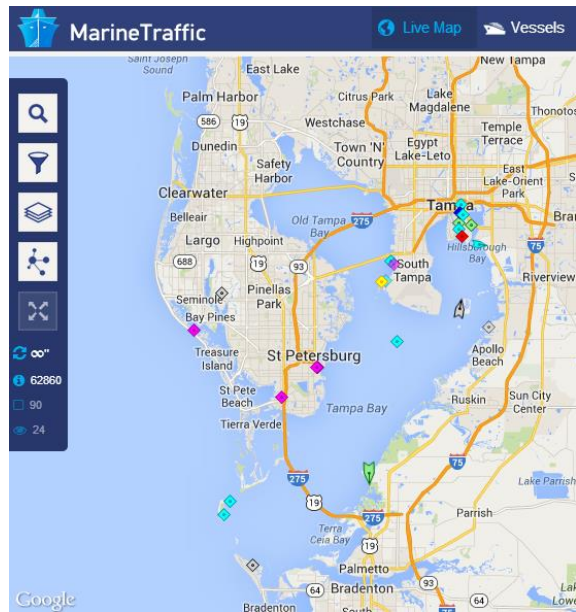 MarineTraffic
Live Map
Vessels
Saint Joseph
Sound
East Lake
New Tampa
Palm Harbor
Citrus Park
Lake
Magdalene
Thonotos
586
19
Westchase
Temple
Terrace
Dunedin
Town 'N'
Country
Egypt
Lake-Leto
Safety
Harbor
East
Lake-Orient
Park
Clearwater
Tampa
Bran
Belleair
Old Tampa
Bay
275
Largo
Highpoint
Hillsborough
Bay
75
688
19
93
South
Tampa
Riverview
Pinellas
Park
Seminole
Bay Pines
∞"
Treasure
Island
St Petersburg
Apollo
Beach
62860
90
St Pete
Beach
Ruskin
Sun City
Center
24
Tampa Bay
Tierra Verde
75
275
Lake Parrish
19
275
Parrish
Terra
Ceia Bay
19
Palmetto
Google
64
Bradenton
93
64
Lake
Bradenton
South